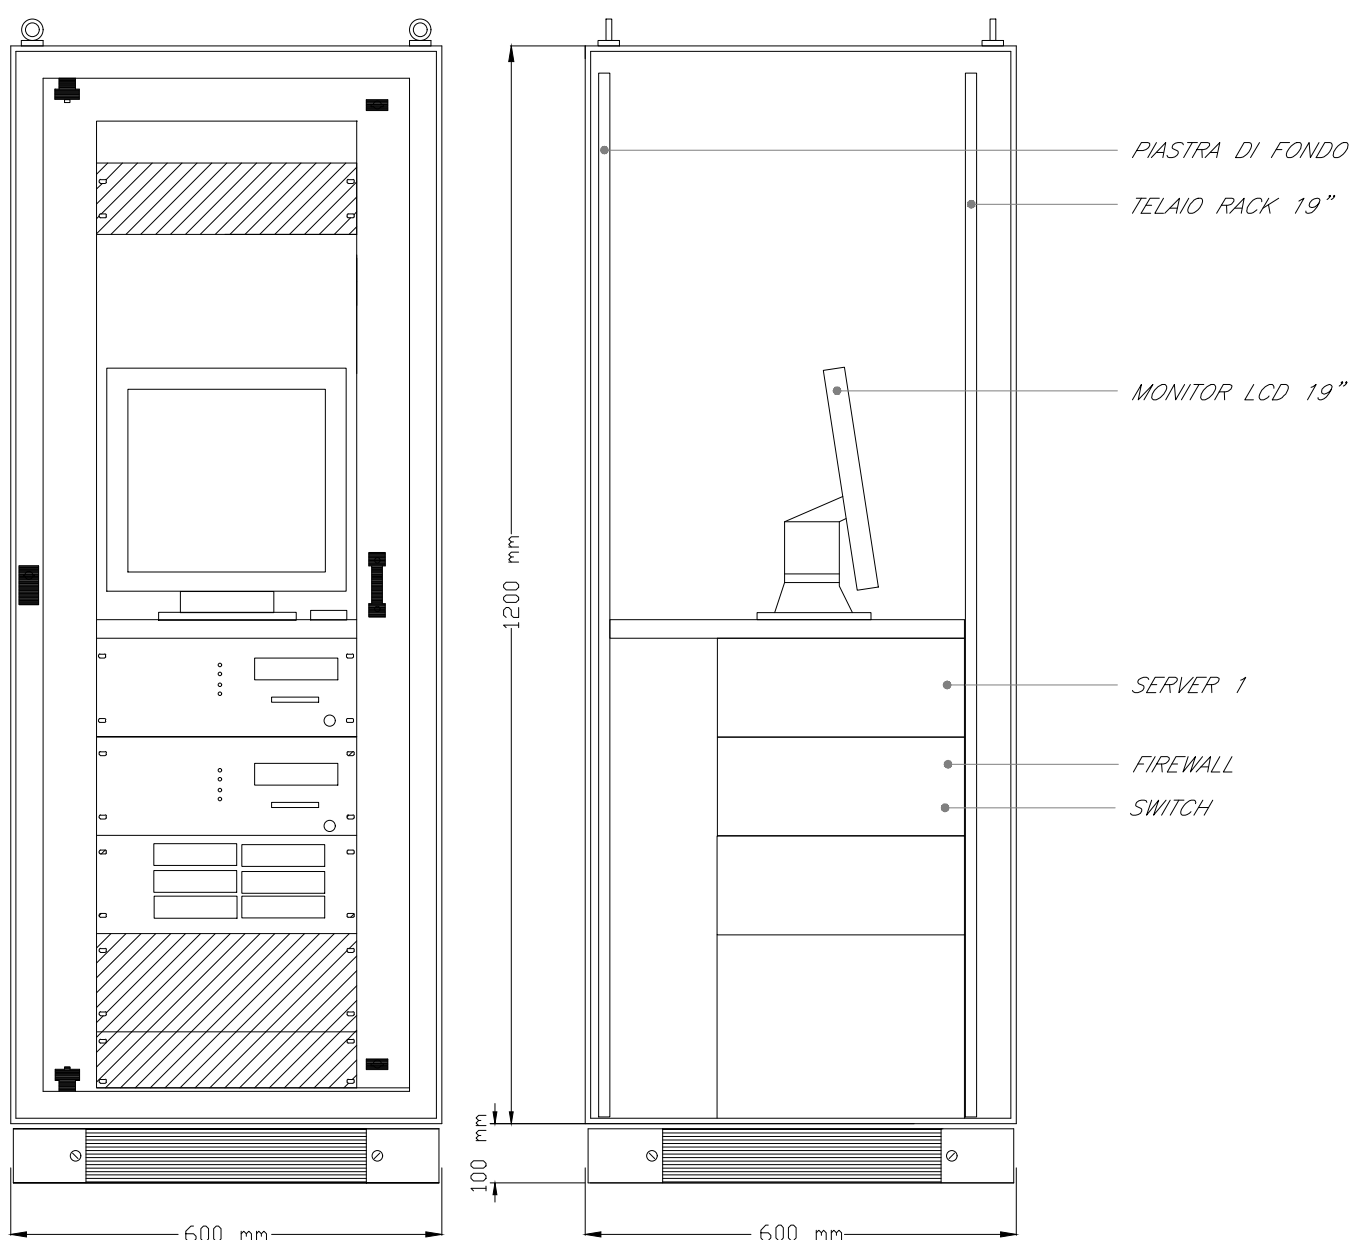 PIASTRA DI FONDO
TELAIO RACK 19”
MONITOR LCD 19”
1200 mm
SERVER 1
FIREWALL
SWITCH
100 mm
600 mm
600 mm